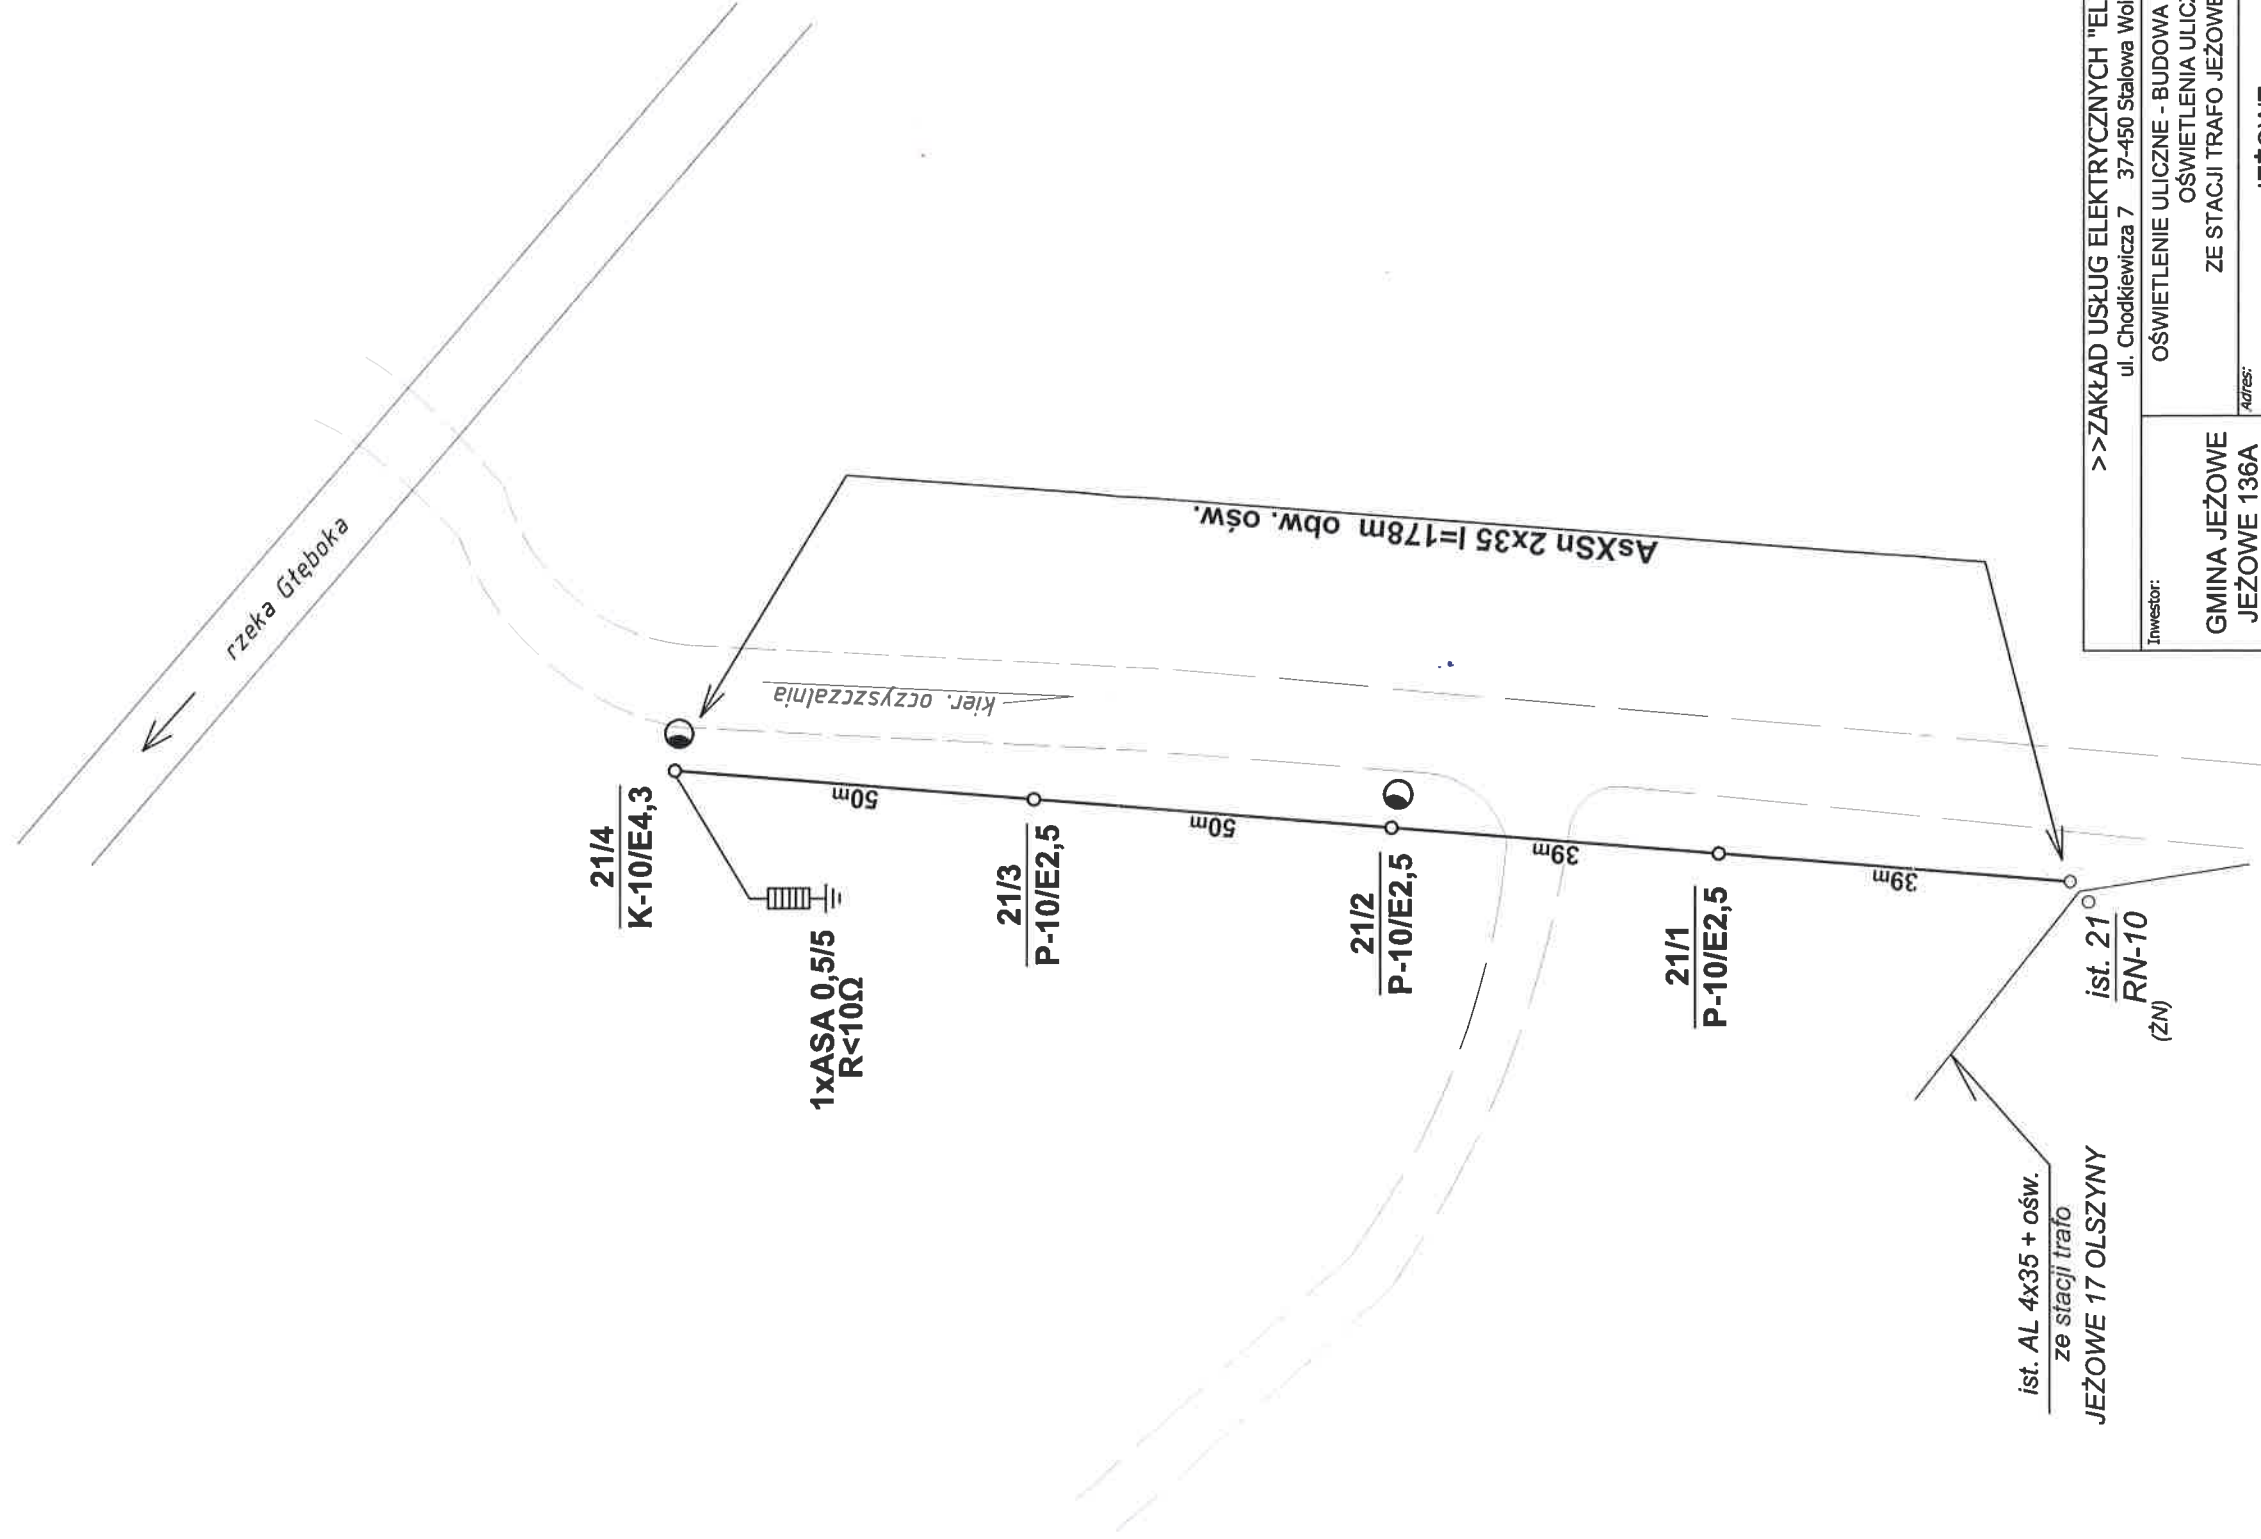 rzeka Głęboka
21/4
K-10/E4,3
1xASA 0,5/5
R<10Ω
50m
21/3
P-10/E2,5
50m
21/2
P-10/E2,5
39m
21/1
P-10/E2,5
39m
ist. 21
RN-10
(ŻN)
kier. oczyszczalnia
AsXSn 2x35 l=178m obw. ośw.
ist. AL 4x35 + ośw.
ze stacji trafo
JEŻOWE 17 OLSZYNY
>>ZAKŁAD USŁUG ELEKTRYCZNYCH "EL
ul. Chodkiewicza 7 37-450 Stalowa Wol
Inwestor:
GMINA JEŻOWE
JEŻOWE 136A
OŚWIETLENIE ULICZNE - BUDOWA
OŚWIETLENIA ULICZ
ZE STACJI TRAFO JEŻOWE
Adres: